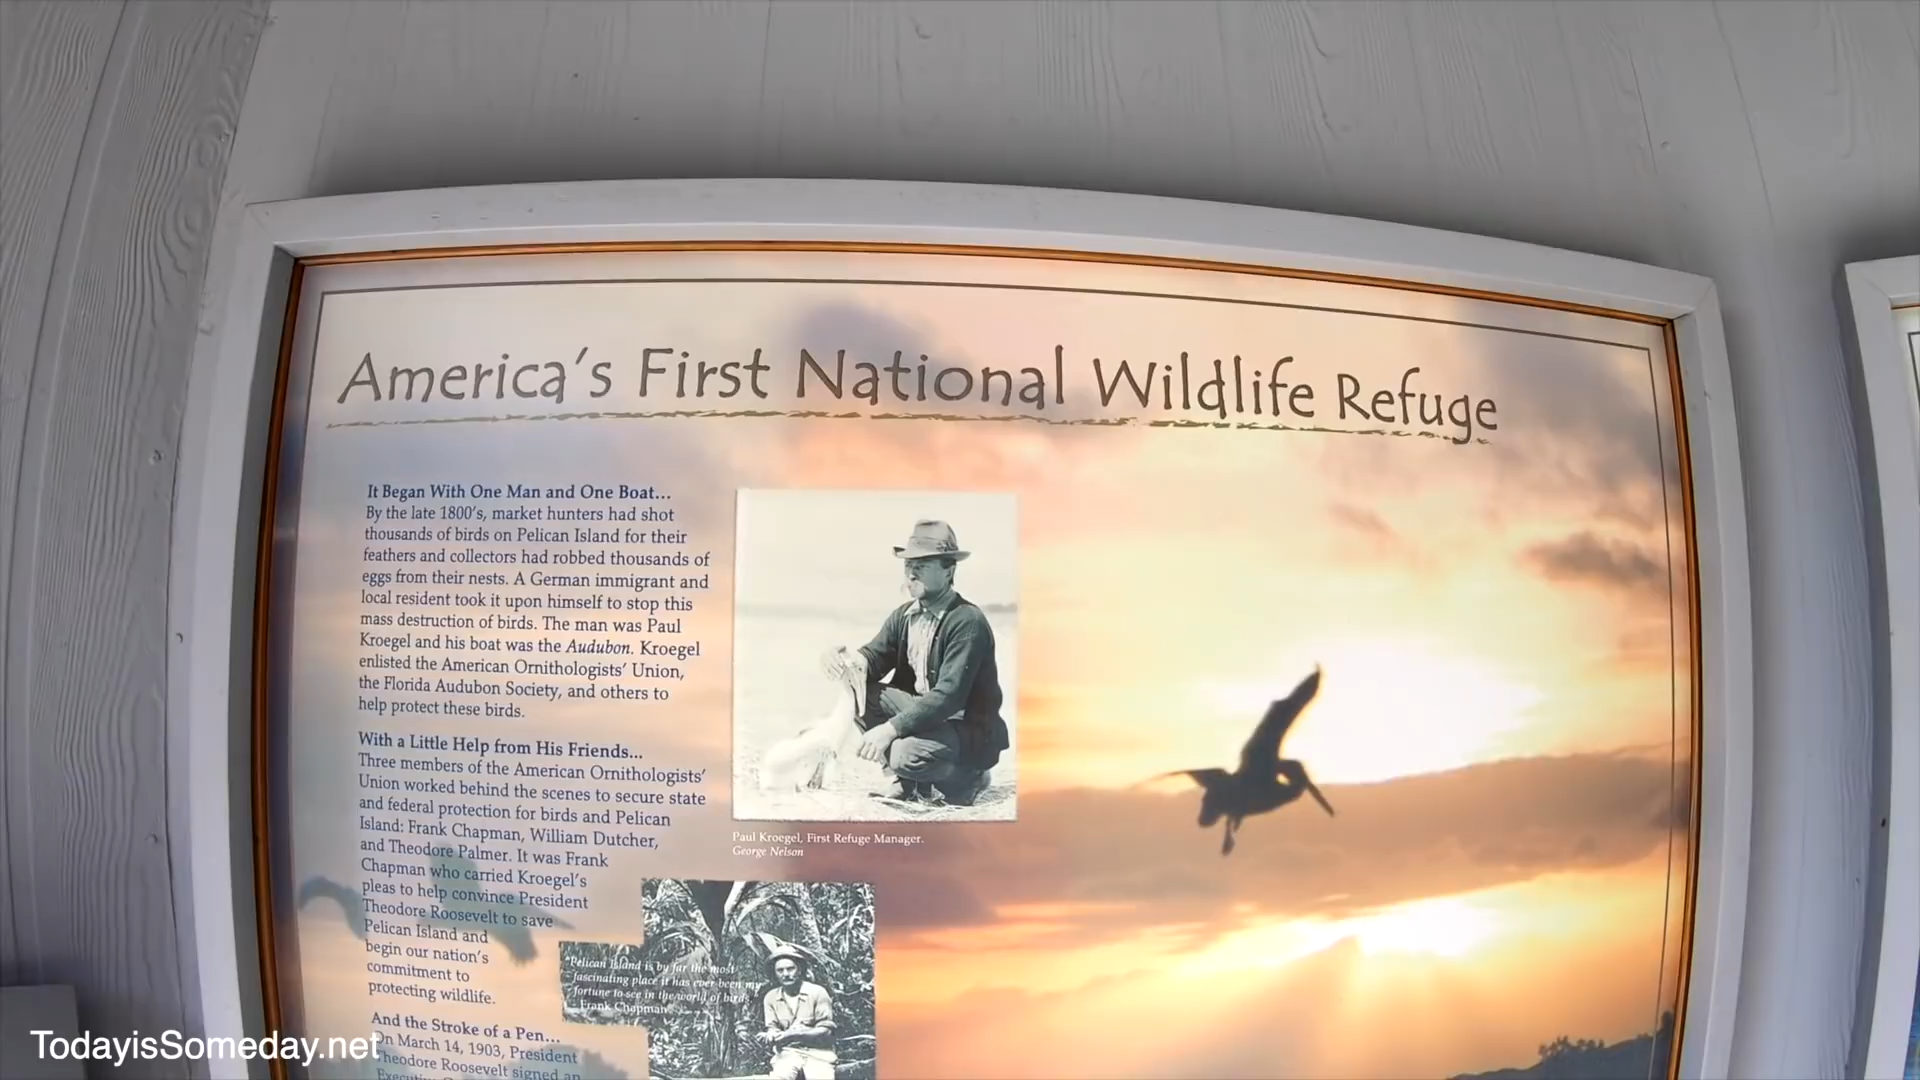 America's First National Wildlife Refuge
It Began With One Man and One Boat...
By the late 1800's, market hunters had shot
thousands of birds on Pelican Island for their
feathers and collectors had robbed thousands of
eggs from their nests. A German immigrant and
local resident took it upon himself to stop this
mass destruction of birds. The man was Paul
Kroegel and his boat was the Audubon. Kroegel
enlisted the American Ornithologists' Union,
the Florida Audubon Society, and others to
help protect these birds.
With a Little Help from His Friends...
Three members of the American Ornithologists'
Union worked behind the scenes to secure state
and federal protection for birds and Pelican
Island: Frank Chapman, William Dutcher,
and Theodore Palmer. It was Frank
Chapman who carried Kroegel's
pleas to help convince President
Theodore Roosevelt to save
Pelican Island and
begin our nation's
commitment to
protecting wildlife.
And the Stroke of a Pen...
On March 14, 1903, President
Theodore Roosevelt signed an
Paul Kroegel, First Refuge Manager.
George Nelson
"Pelican Island is by far the most
fascinating place it has ever been my
fortune to see in the world of birds."
- Frank Chapman
TodayisSomeday.net